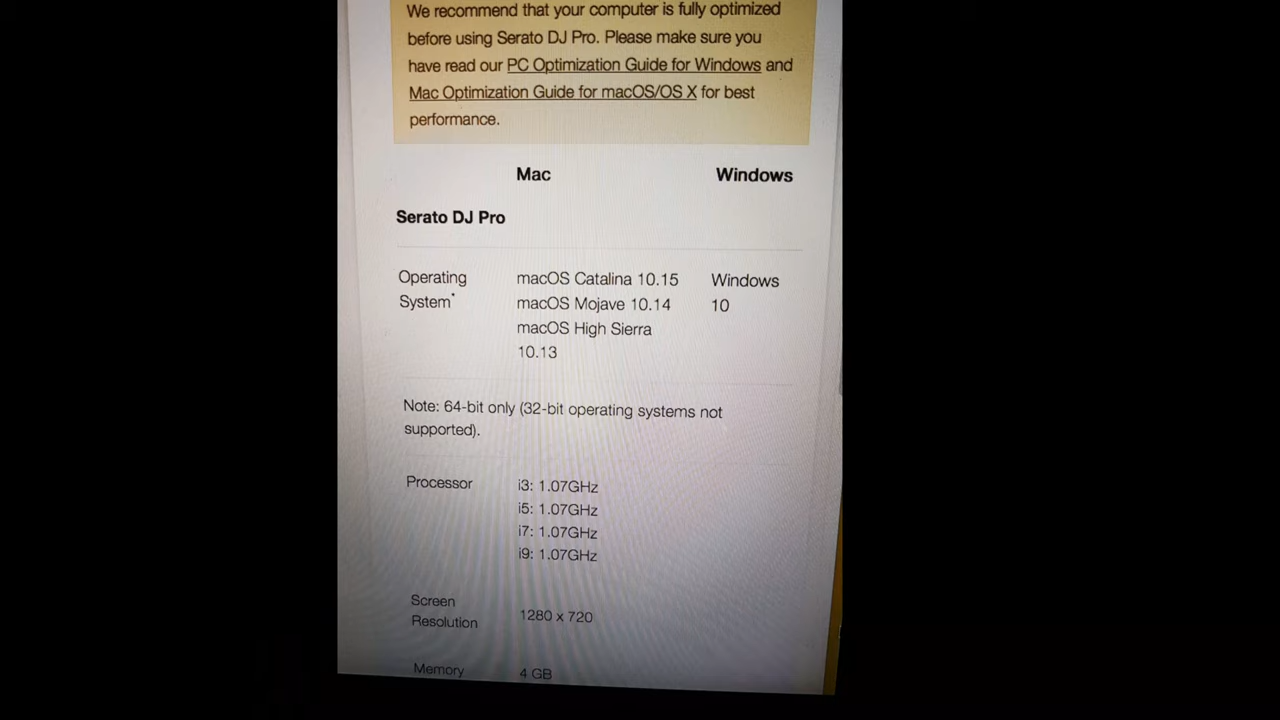 We recommend that your computer is fully optimized
before using Serato DJ Pro. Please make sure you
have read our PC Optimization Guide for Windows and
Mac Optimization Guide for macOS/OS X for best
performance.
Mac Windows
Serato DJ Pro
Operating System* macOS Catalina 10.15 Windows 10
macOS Mojave 10.14
macOS High Sierra
10.13
Note: 64-bit only (32-bit operating systems not
supported).
Processor i3: 1.07GHz
i5: 1.07GHz
i7: 1.07GHz
i9: 1.07GHz
Screen
Resolution 1280 x 720
Memory 4 GB